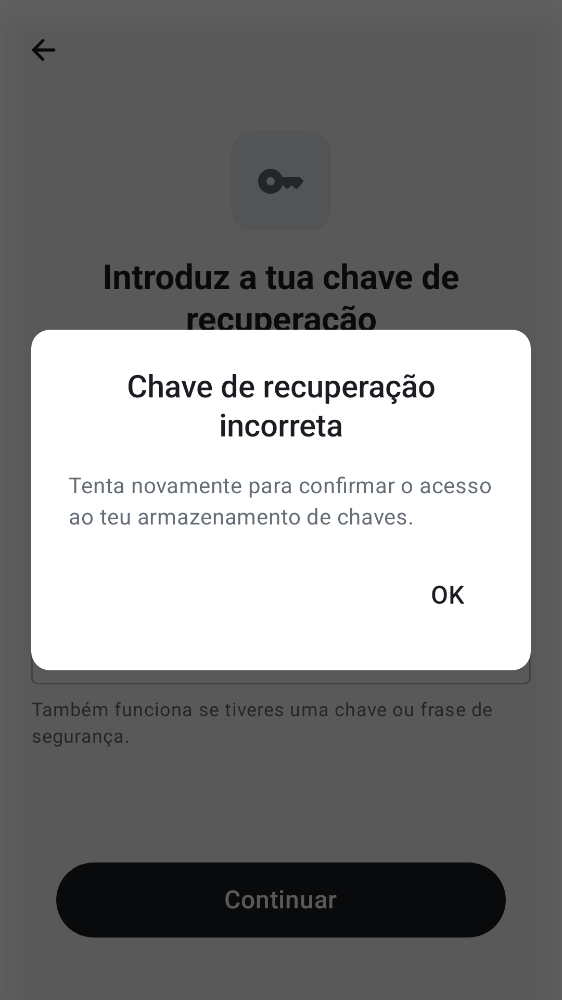 Introduz a tua chave de
recuperação
Chave de recuperação
incorreta
Tenta novamente para confirmar o acesso
ao teu armazenamento de chaves.
OK
Também funciona se tiveres uma chave ou frase de
segurança.
Continuar